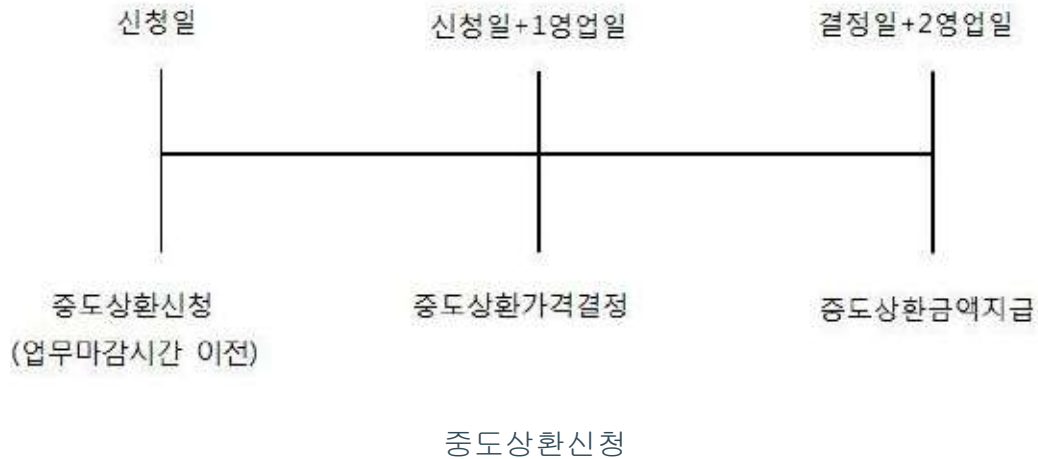 신청일
신청일+1영업일
결정일+2영업일
중도상환신청
(업무마감시간 이전)
중도상환가격결정
중도상환금액지급
중도상환신청